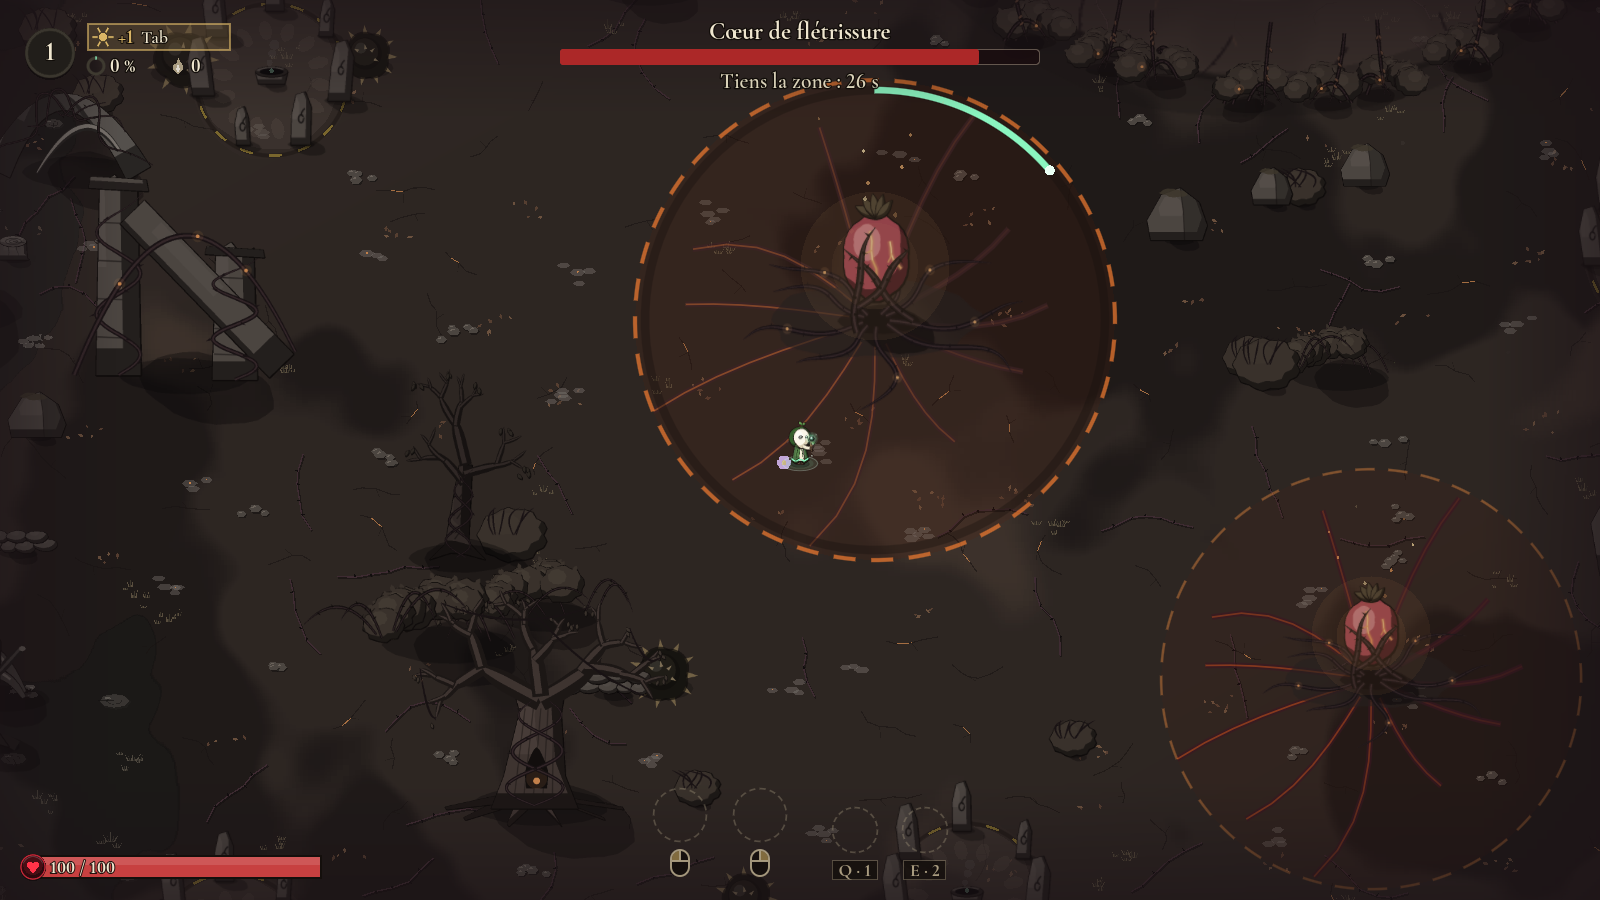 Cœur de flétrissure
1
+1 Tab
0 %
0
Tiens la zone : 26 s
100 / 100
Q · 1
E · 2